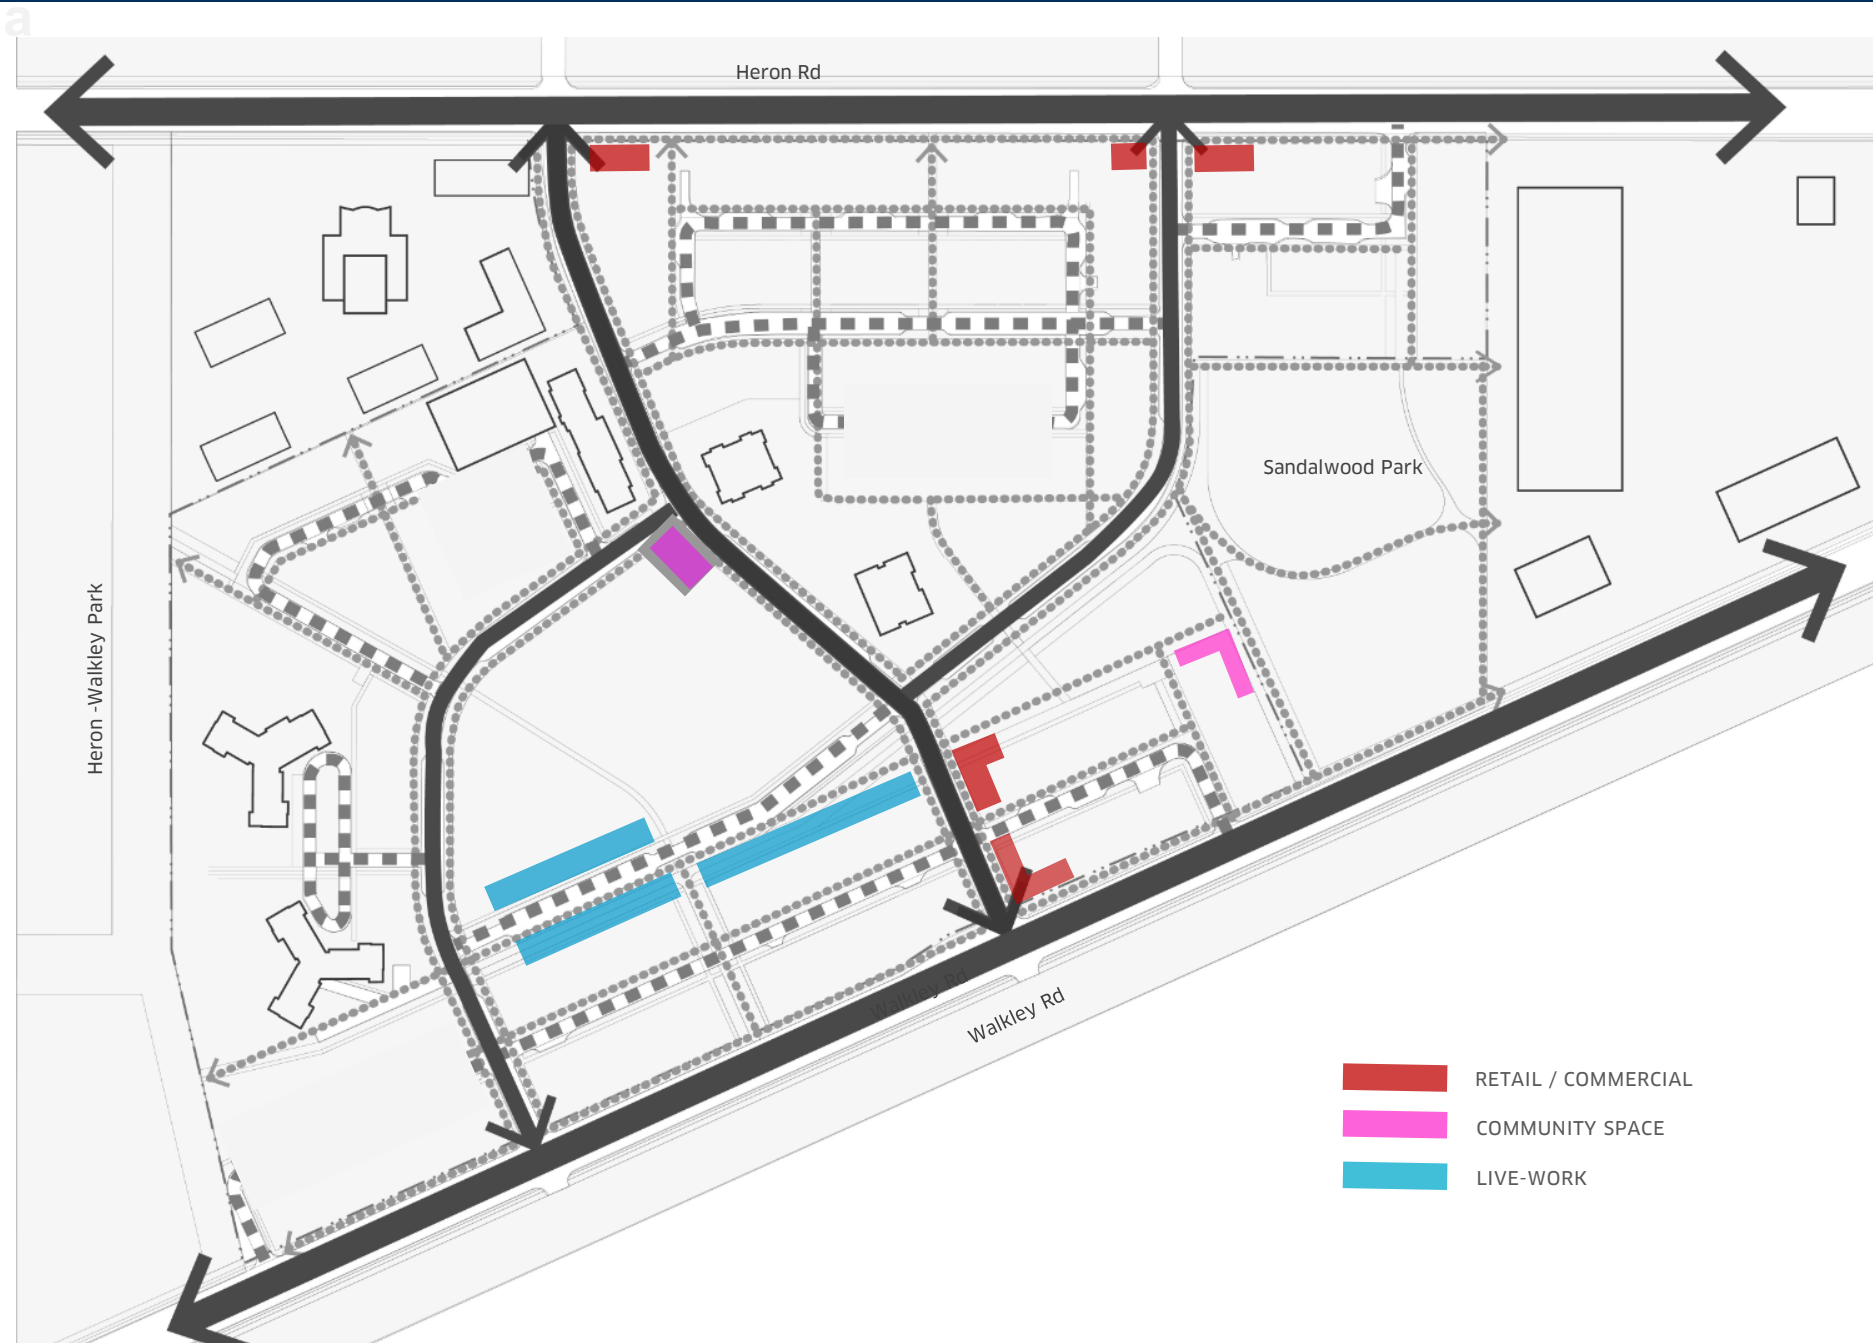 a
Heron Rd
Sandalwood Park
Heron -Walkley Park
Walkley Rd
Walkley Rd
RETAIL / COMMERCIAL
COMMUNITY SPACE
LIVE-WORK